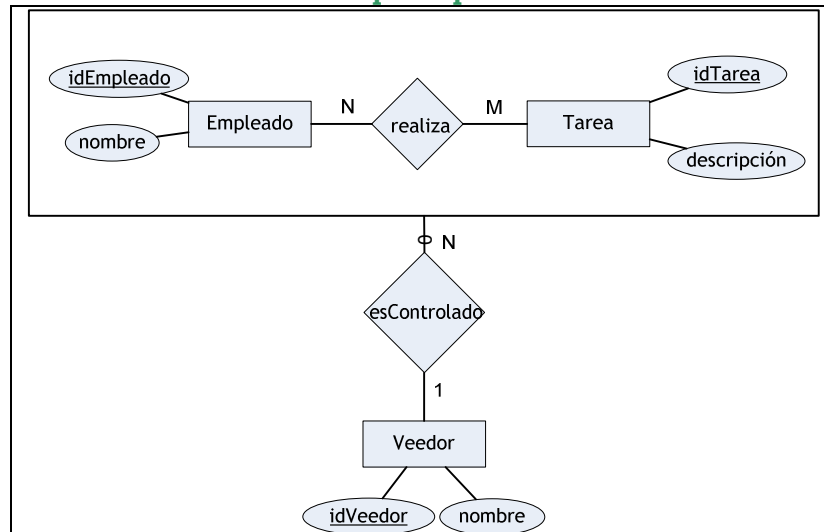 idEmpleado
nombre
Empleado
N
realiza
M
Tarea
idTarea
descripción
N
esControlado
1
Veedor
idVeedor
nombre